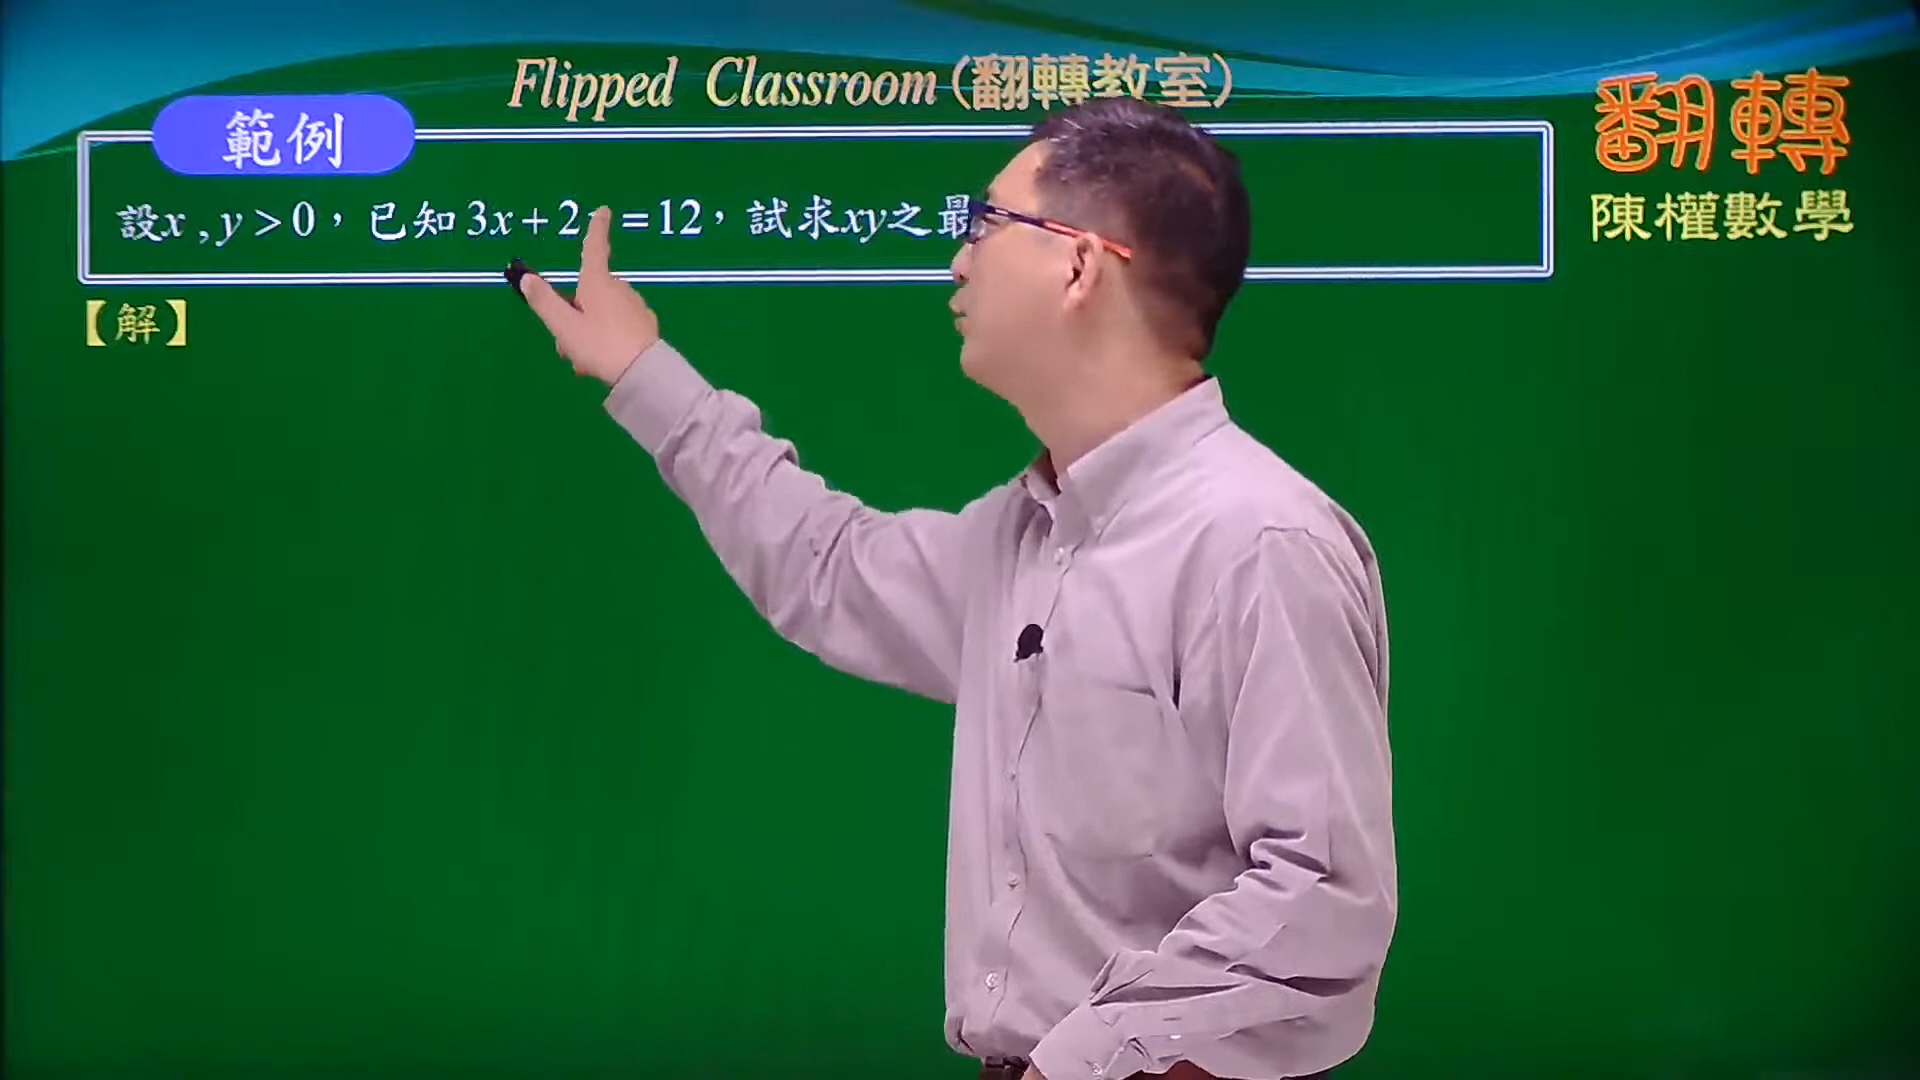 Flipped Classroom (翻轉教室)
翻轉
陳權數學
範例
設x , y > 0，已知 3x + 2 = 12，試求xy之最
【解】